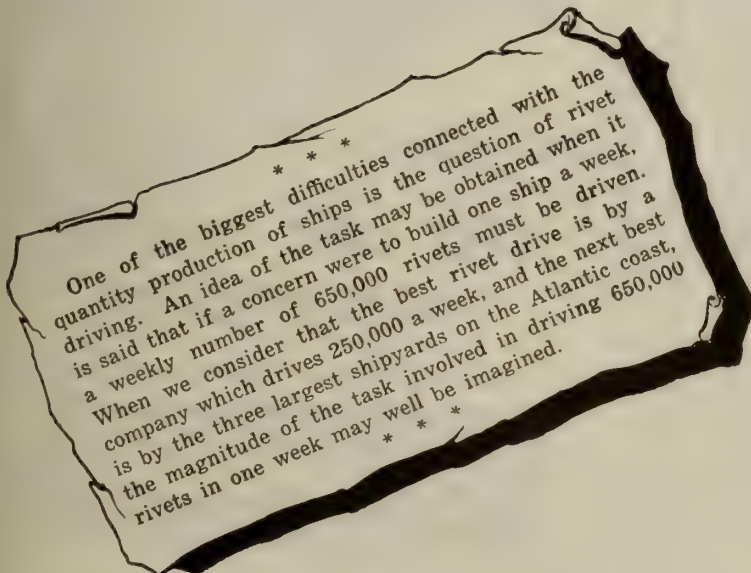 * * *
One of the biggest difficulties connected with the
quantity production of ships is the question of rivet
driving. An idea of the task may be obtained when it
is said that if a concern were to build one ship a week,
a weekly number of 650,000 rivets must be driven.
When we consider that the best rivet drive is by a
company which drives 250,000 a week, and the next best
is by the three largest shipyards on the Atlantic coast,
the magnitude of the task involved in driving 650,000
rivets in one week may well be imagined.
* * *